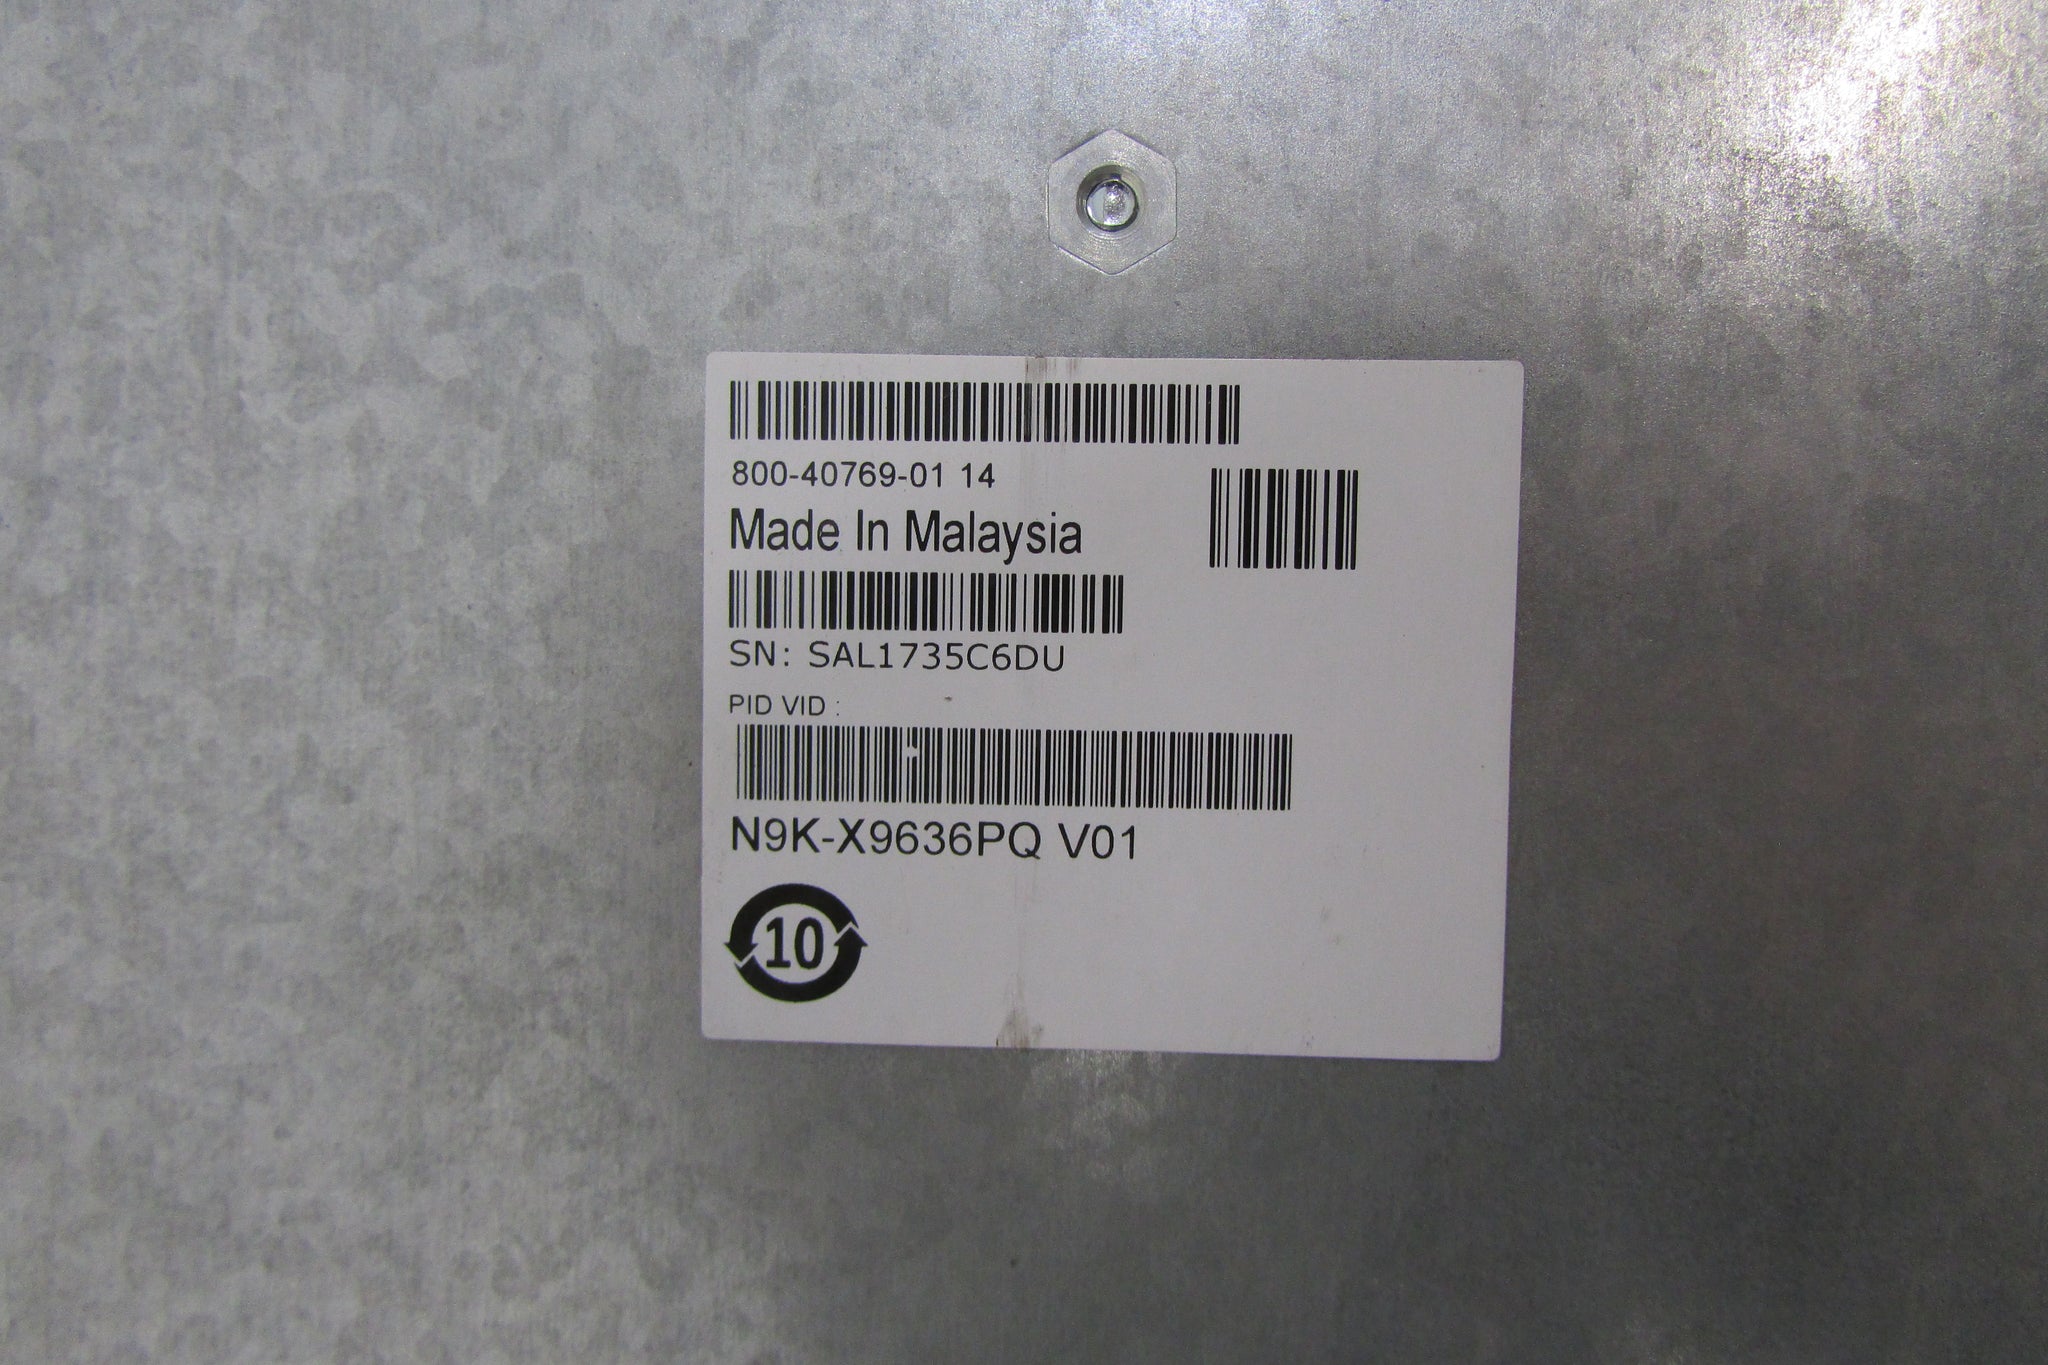 800-40769-01 14
Made In Malaysia
SN: SAL1735C6DU
PID VID :
N9K-X9636PQ V01
10